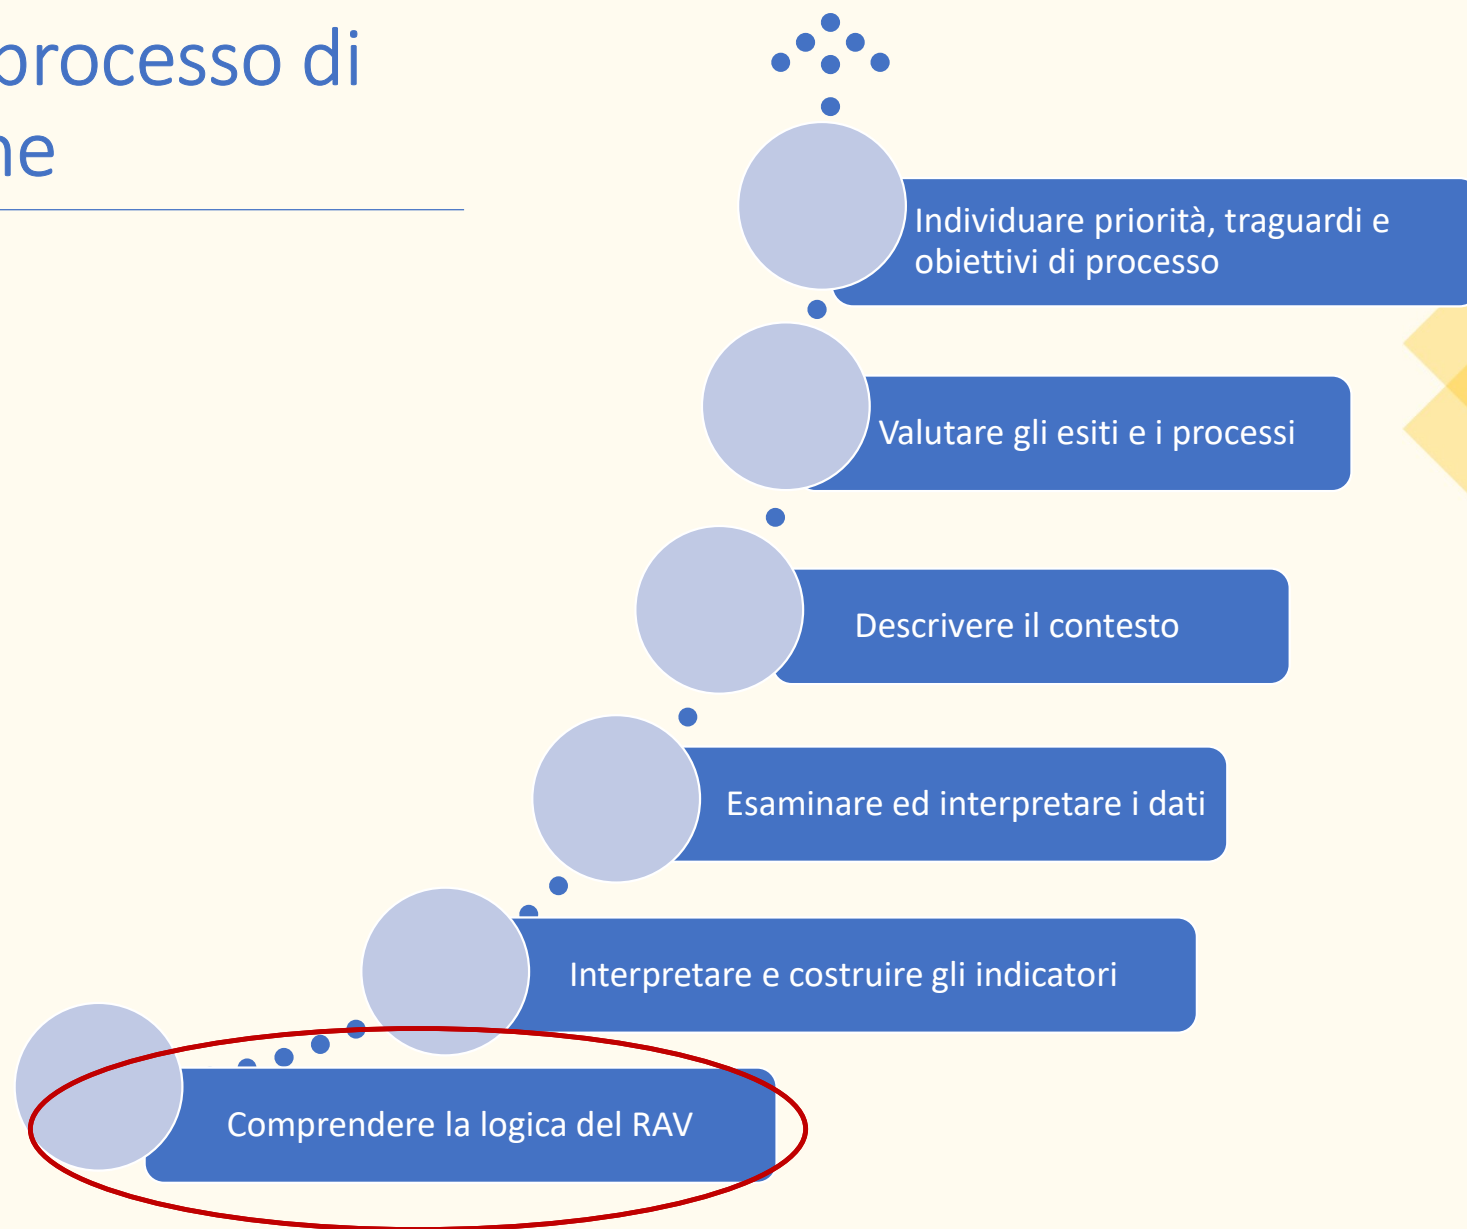 processo di
ne
Individuare priorità, traguardi e
obiettivi di processo
Valutare gli esiti e i processi
Descrivere il contesto
Esaminare ed interpretare i dati
Interpretare e costruire gli indicatori
Comprendere la logica del RAV